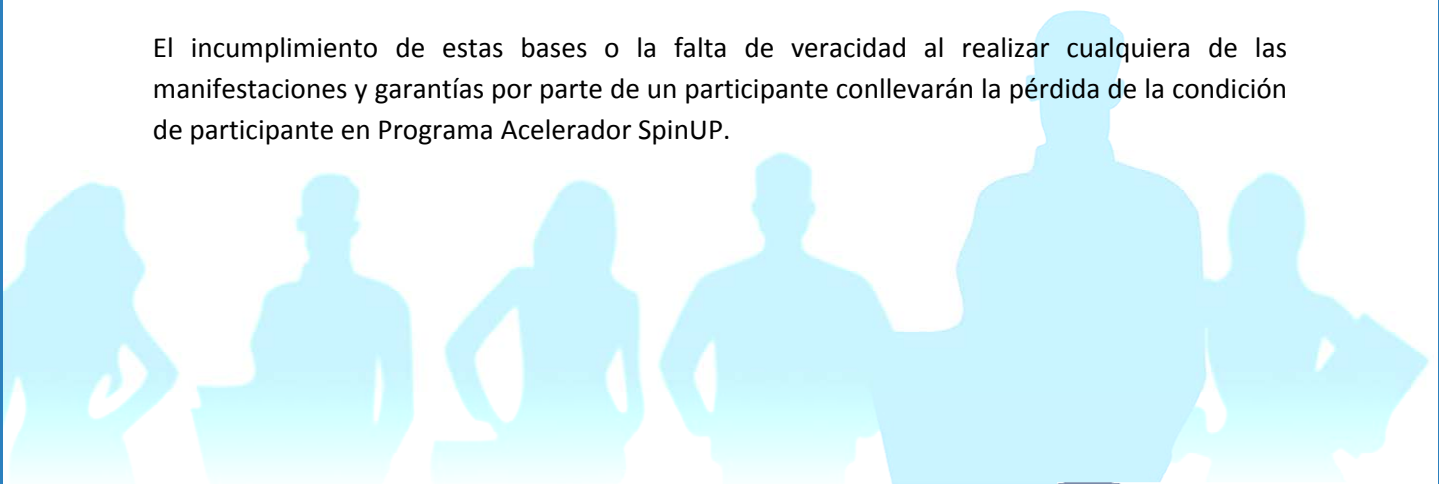 El incumplimiento de estas bases o la falta de veracidad al realizar cualquiera de las
manifestaciones y garantías por parte de un participante conllevarán la pérdida de la condición
de participante en Programa Acelerador SpinUP.